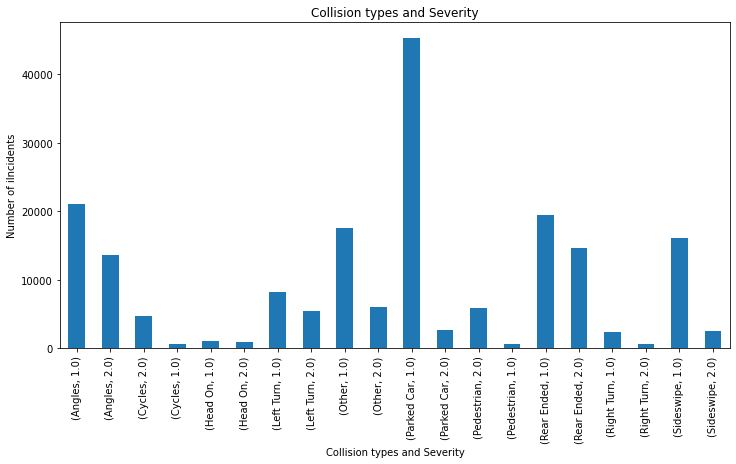 Collision types and Severity
Number of iIncidents
40000
30000
20000
10000
0
(Angles, 1.0)
(Angles, 2.0)
(Cycles, 2.0)
(Cycles, 1.0)
(Head On, 1.0)
(Head On, 2.0)
(Left Turn, 1.0)
(Left Turn, 2.0)
(Other, 1.0)
(Other, 2.0)
(Parked Car, 1.0)
(Parked Car, 2.0)
(Pedestrian, 2.0)
(Pedestrian, 1.0)
(Rear Ended, 1.0)
(Rear Ended, 2.0)
(Right Turn, 1.0)
(Right Turn, 2.0)
(Sideswipe, 1.0)
(Sideswipe, 2.0)
Collision types and Severity